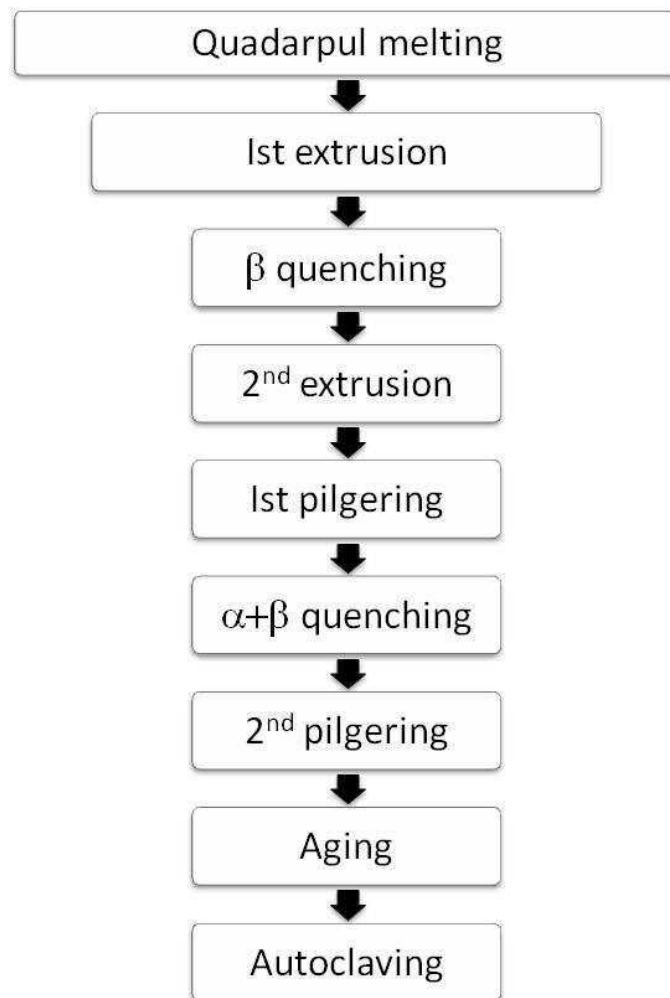 Quadarpul melting
Ist extrusion
β quenching
2nd extrusion
Ist pilgering
α+β quenching
2nd pilgering
Aging
Autoclaving